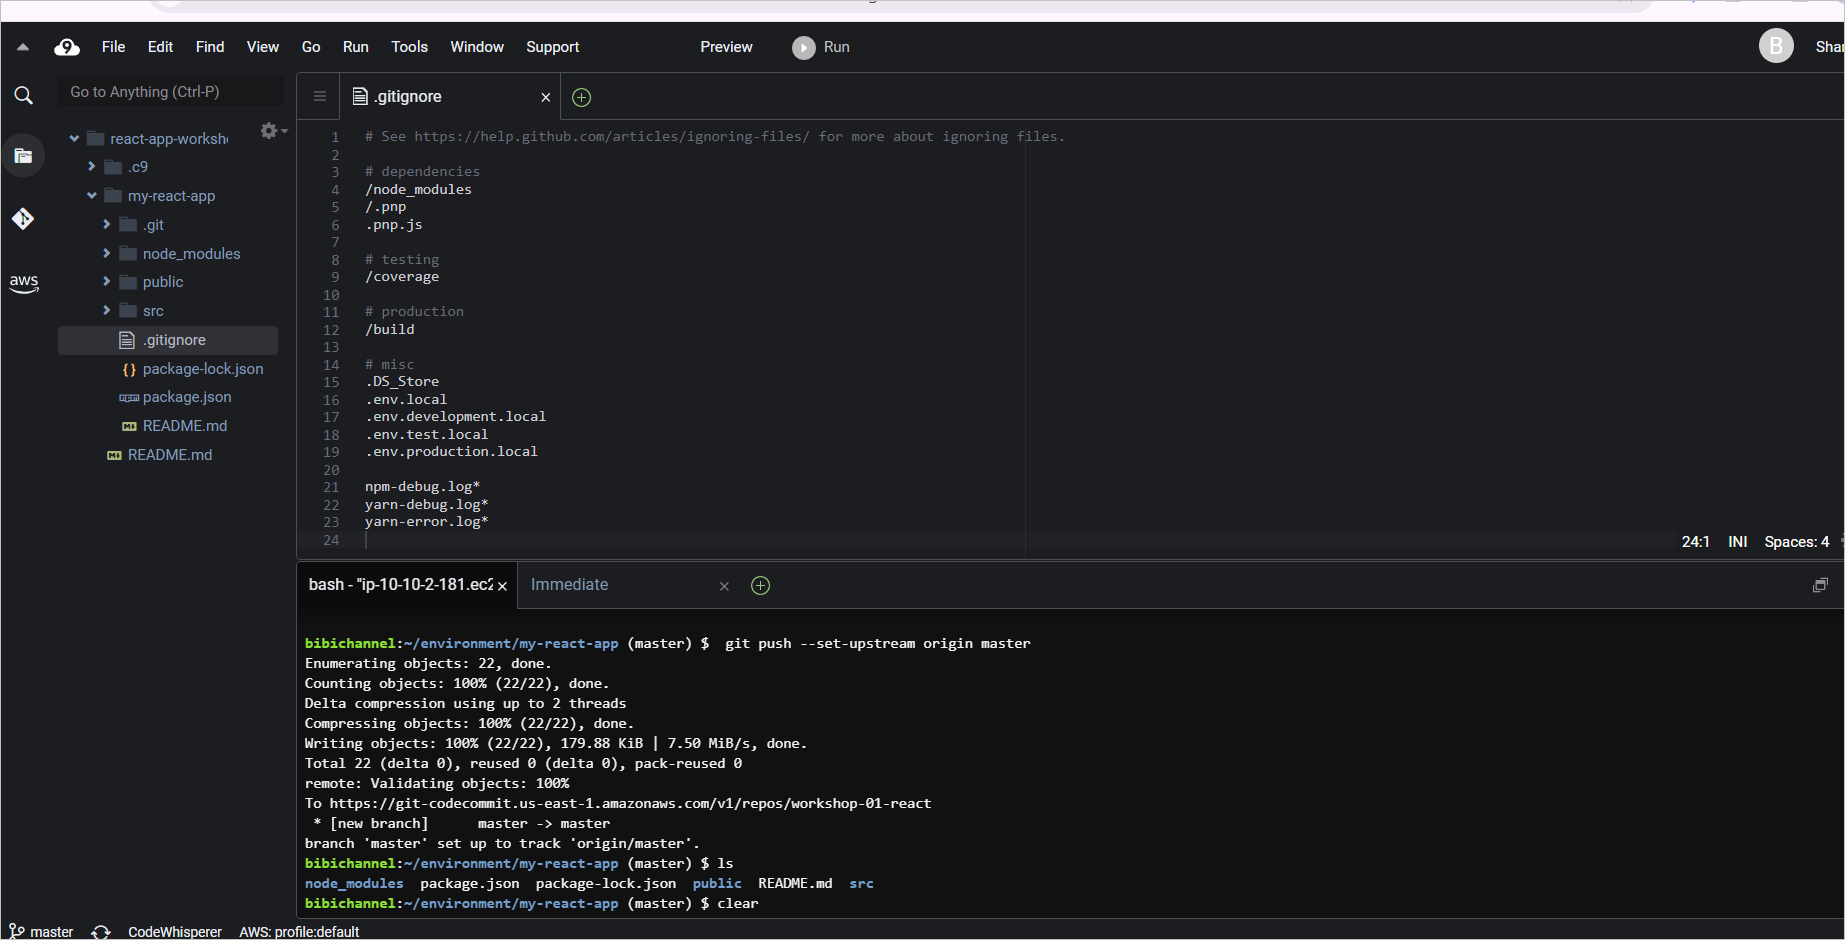 File Edit Find View Go Run Tools Window Support Preview Run B Shar
Go to Anything (Ctrl-P)
react-app-worksho
.c9
my-react-app
.git
node_modules
public
src
.gitignore
package-lock.json
package.json
README.md
README.md
aws
.gitignore
1 # See https://help.github.com/articles/ignoring-files/ for more about ignoring files.
2
3 # dependencies
4 /node_modules
5 /.pnp
6 .pnp.js
7
8 # testing
9 /coverage
10
11 # production
12 /build
13
14 # misc
15 .DS_Store
16 .env.local
17 .env.development.local
18 .env.test.local
19 .env.production.local
20
21 npm-debug.log*
22 yarn-debug.log*
23 yarn-error.log*
24
24:1 INI Spaces: 4
bash - "ip-10-10-2-181.ec2 Immediate
bibichannel:~/environment/my-react-app (master) $  git push --set-upstream origin master
Enumerating objects: 22, done.
Counting objects: 100% (22/22), done.
Delta compression using up to 2 threads
Compressing objects: 100% (22/22), done.
Writing objects: 100% (22/22), 179.88 KiB | 7.50 MiB/s, done.
Total 22 (delta 0), reused 0 (delta 0), pack-reused 0
remote: Validating objects: 100%
To https://git-codecommit.us-east-1.amazonaws.com/v1/repos/workshop-01-react
 * [new branch]      master -> master
branch 'master' set up to track 'origin/master'.
bibichannel:~/environment/my-react-app (master) $ ls
node_modules  package.json  package-lock.json  public  README.md  src
bibichannel:~/environment/my-react-app (master) $ clear
master CodeWhisperer AWS: profile:default